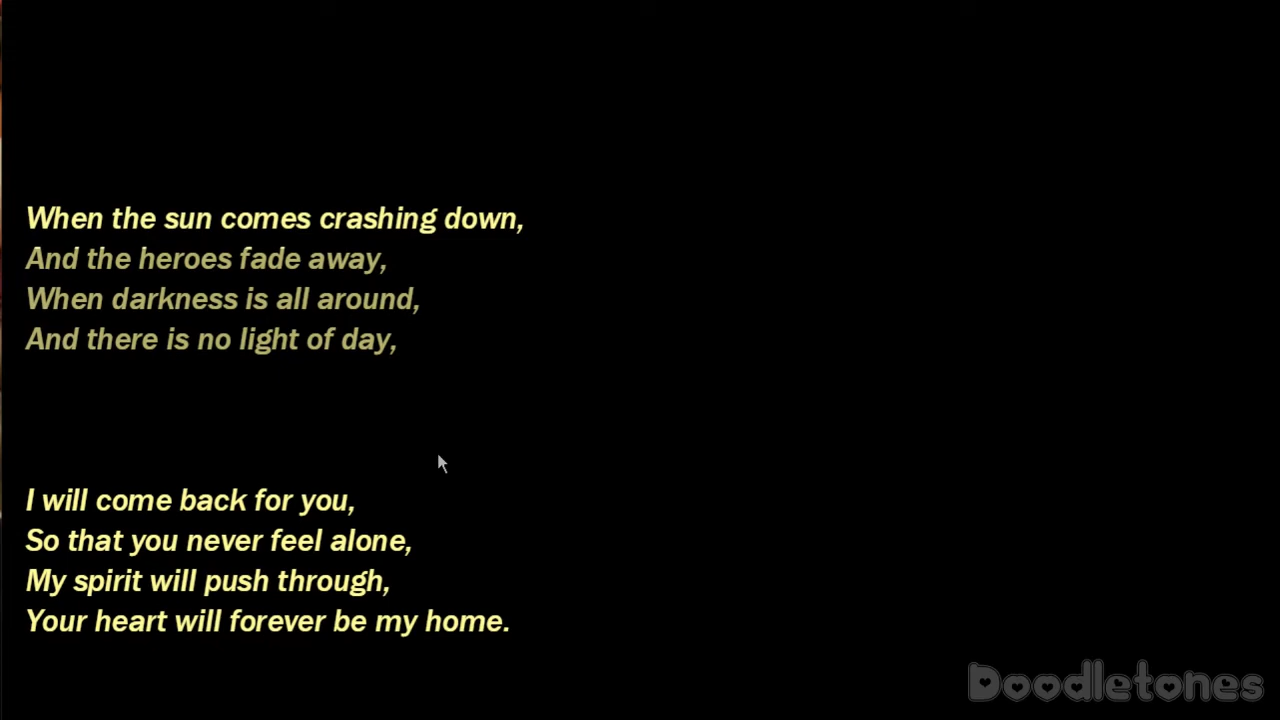 When the sun comes crashing down,
And the heroes fade away,
When darkness is all around,
And there is no light of day,
I will come back for you,
So that you never feel alone,
My spirit will push through,
Your heart will forever be my home.
Doodletones